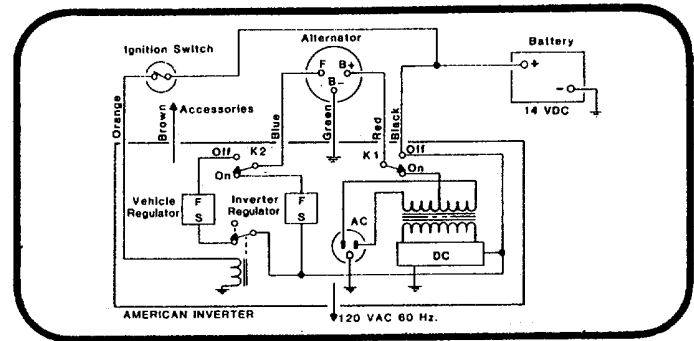 Alternator
Ignition Switch
Battery
F B+
B-
+
-
14 VDC
Orange
Brown
Accessories
Blue
Green
Red
Black
Off
K2
On
K1
Off
On
Vehicle
Regulator
F
S
Inverter
Regulator
F
S
AC
DC
AMERICAN INVERTER
120 VAC 60 Hz.